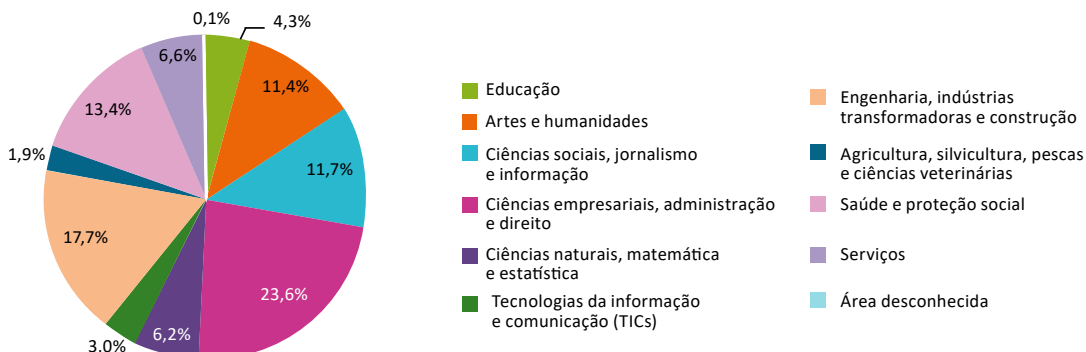 0,1%
4,3%
6,6%
11,4%
13,4%
11,7%
1,9%
17,7%
23,6%
6,2%
3,0%
Educação
Artes e humanidades
Ciências sociais, jornalismo
e informação
Ciências empresariais, administração
e direito
Ciências naturais, matemática
e estatística
Tecnologias da informação
e comunicação (TICs)
Engenharia, indústrias
transformadoras e construção
Agricultura, silvicultura, pescas
e ciências veterinárias
Saúde e proteção social
Serviços
Área desconhecida